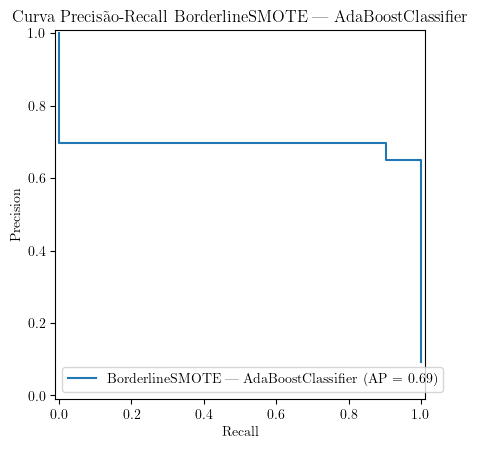 Curva Precisão-Recall BorderlineSMOTE — AdaBoostClassifier
1.0
0.8
0.6
0.4
0.2
0.0
Precision
BorderlineSMOTE — AdaBoostClassifier (AP = 0.69)
0.0 0.2 0.4 0.6 0.8 1.0
Recall